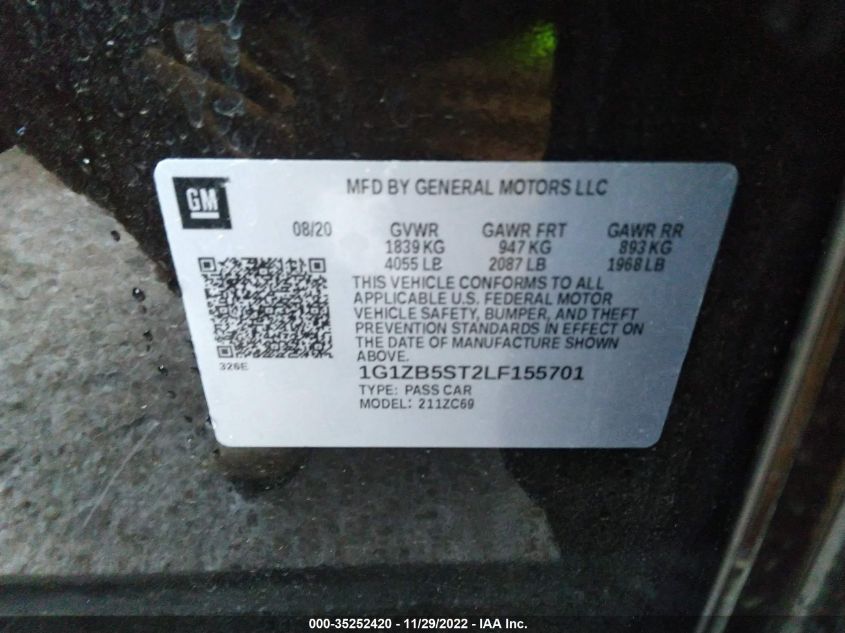 GM
MFD BY GENERAL MOTORS LLC
08/20 GVWR GAWR FRT GAWR RR
1839 KG 947 KG 893 KG
4055 LB 2087 LB 1968 LB
THIS VEHICLE CONFORMS TO ALL
APPLICABLE U.S. FEDERAL MOTOR
VEHICLE SAFETY, BUMPER, AND THEFT
PREVENTION STANDARDS IN EFFECT ON
THE DATE OF MANUFACTURE SHOWN
ABOVE.
326E
1G1ZB5ST2LF155701
TYPE: PASS CAR
MODEL: 211ZC69
000-35252420 - 11/29/2022 - IAA Inc.